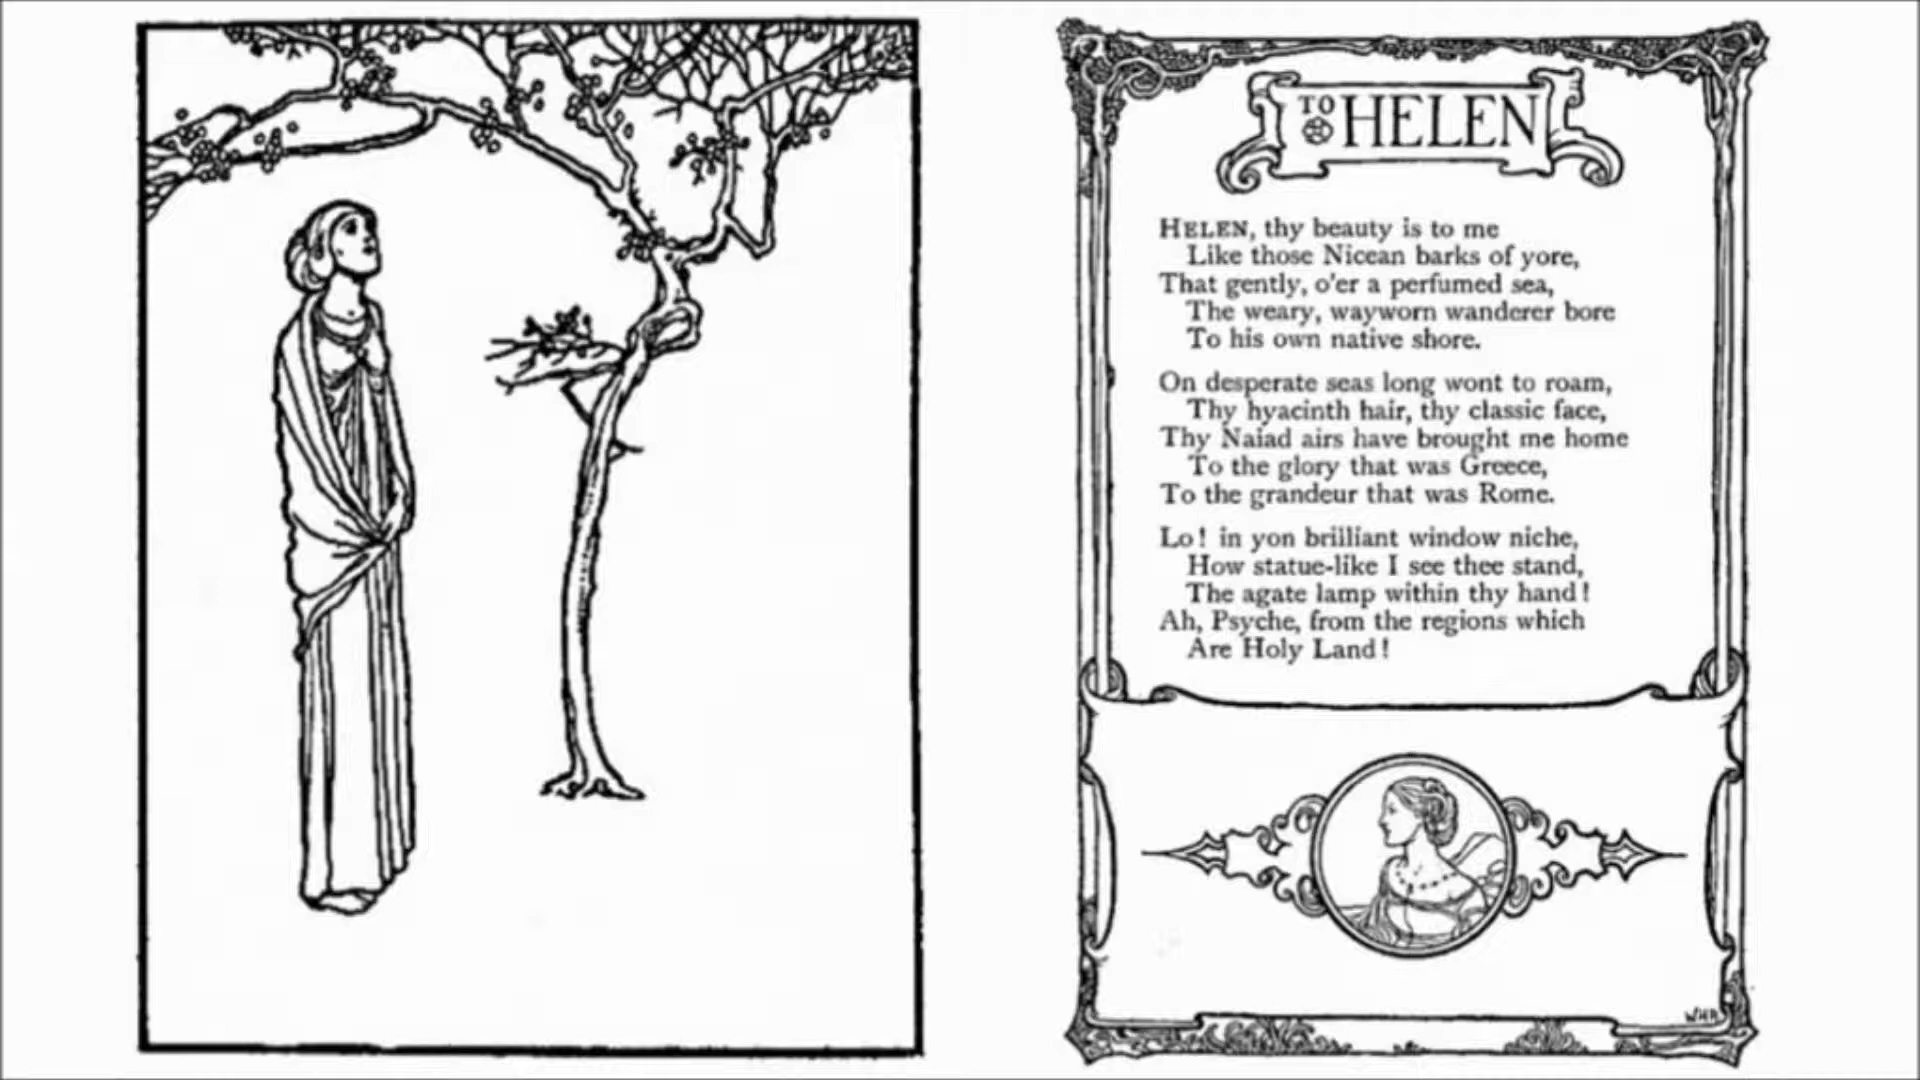 TO HELEN
HELEN, thy beauty is to me
Like those Nicean barks of yore,
That gently, o'er a perfumed sea,
The weary, wayworn wanderer bore
To his own native shore.
On desperate seas long wont to roam,
Thy hyacinth hair, thy classic face,
Thy Naiad airs have brought me home
To the glory that was Greece,
To the grandeur that was Rome.
Lo! in yon brilliant window niche,
How statue-like I see thee stand,
The agate lamp within thy hand!
Ah, Psyche, from the regions which
Are Holy Land!
WHR